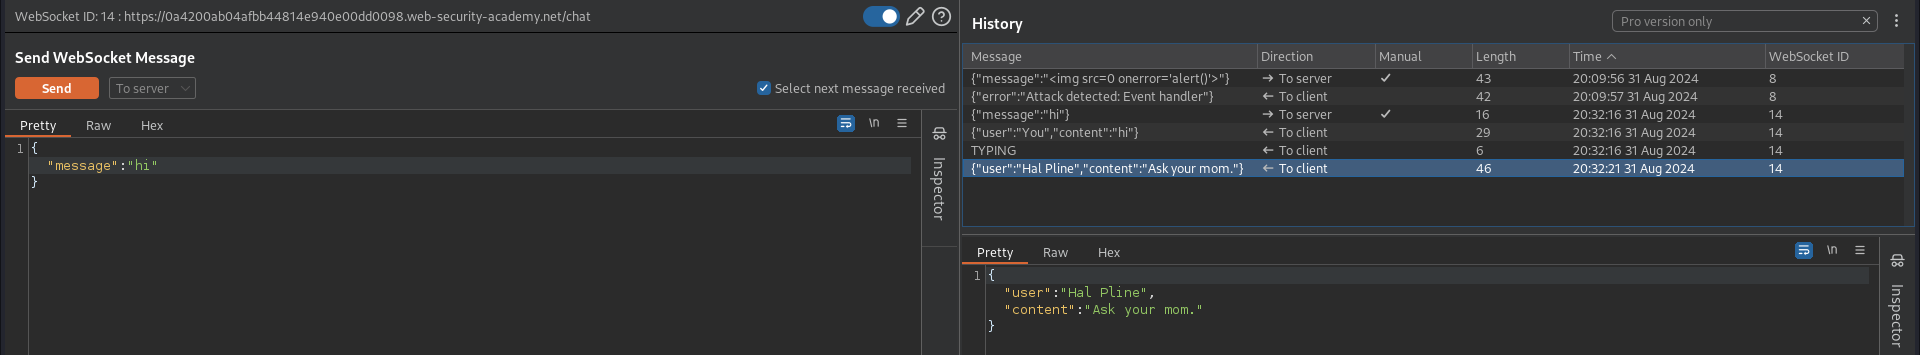 WebSocket ID: 14 : https://0a4200ab04afbb44814e940e00dd0098.web-security-academy.net/chat
Send WebSocket Message
Send
To server
Select next message received
Pretty Raw Hex
\n
1 {
"message":"hi"
}
Inspector
History
Pro version only
Message Direction Manual Length Time WebSocket ID
{"message":"<img src=0 onerror='alert()'>"} → To server ✓ 43 20:09:56 31 Aug 2024 8
{"error":"Attack detected: Event handler"} ← To client 42 20:09:57 31 Aug 2024 8
{"message":"hi"} → To server ✓ 16 20:32:16 31 Aug 2024 14
{"user":"You","content":"hi"} ← To client 29 20:32:16 31 Aug 2024 14
TYPING ← To client 6 20:32:16 31 Aug 2024 14
{"user":"Hal Pline","content":"Ask your mom."} ← To client 46 20:32:21 31 Aug 2024 14
Pretty Raw Hex
\n
1 {
"user":"Hal Pline",
"content":"Ask your mom."
}
Inspector